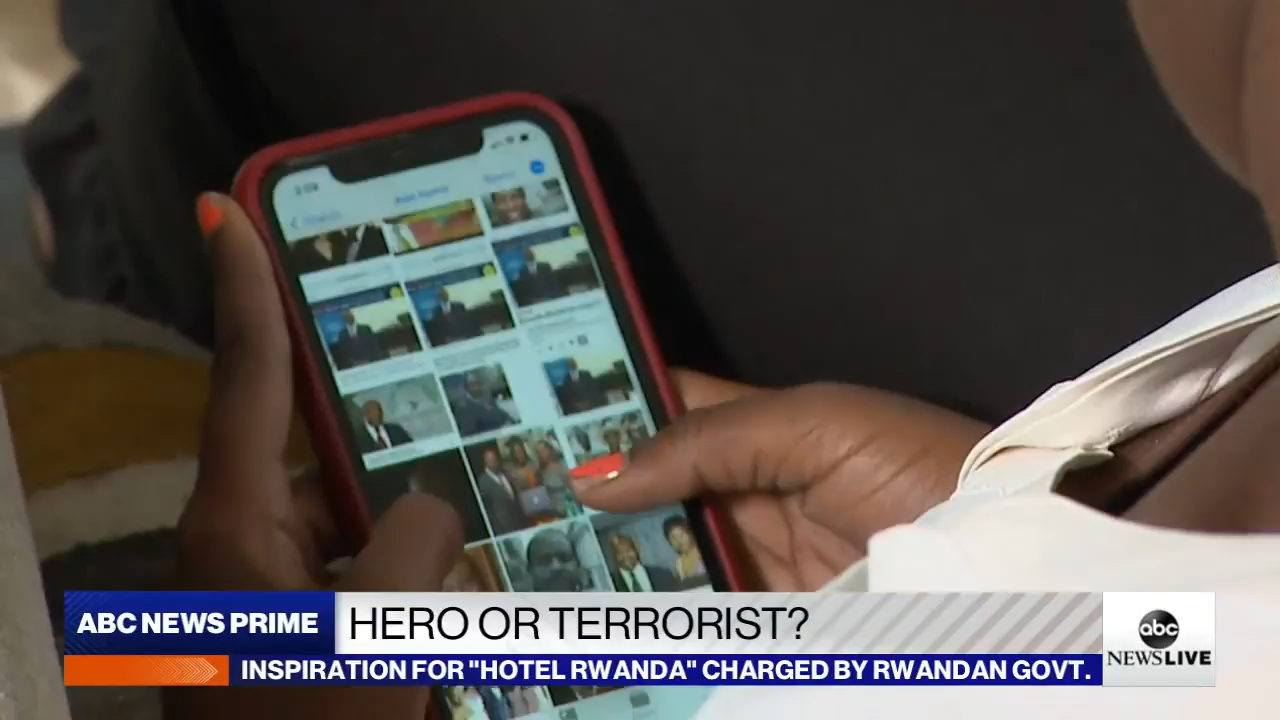 ABC NEWS PRIME
HERO OR TERRORIST?
abc
NEWSLIVE
INSPIRATION FOR "HOTEL RWANDA" CHARGED BY RWANDAN GOVT.